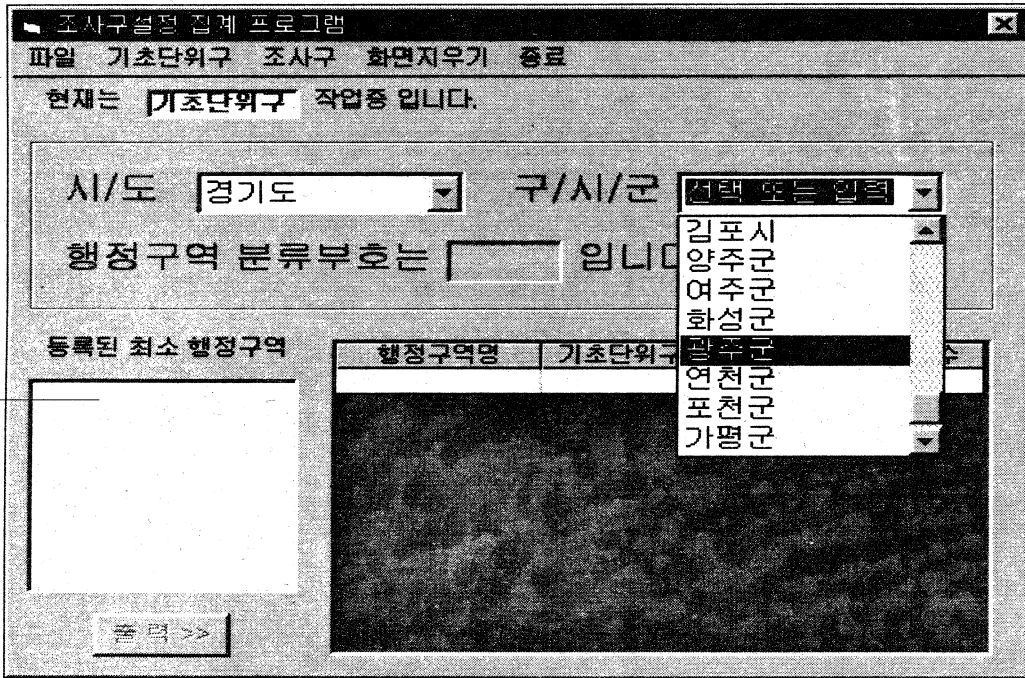 조사구설정 집계 프로그램
파일 기초단위구 조사구 화면지우기 종료
현재는 기초단위구 작업중 입니다.
시/도 경기도 구/시/군 선택 또는 입력
행정구역 분류부호는 입니다
김포시
양주군
여주군
화성군
광주군
연천군
포천군
가평군
등록된 최소 행정구역
행정구역명 기초단위구 수
출력 >>